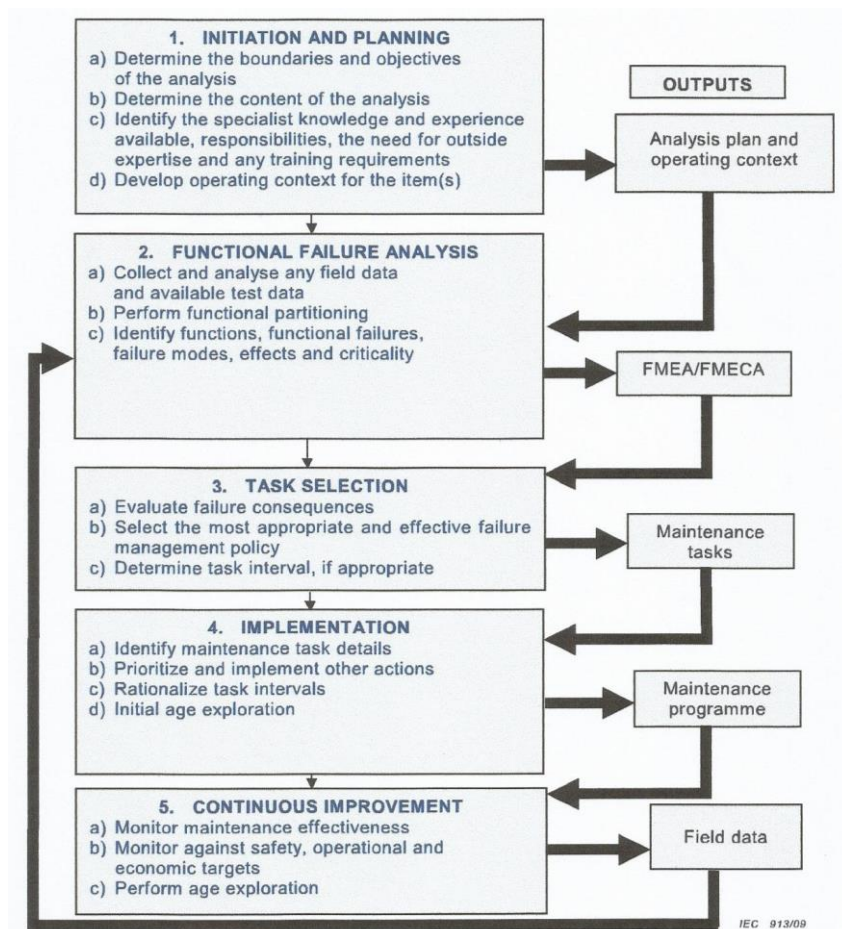 1. INITIATION AND PLANNING
a) Determine the boundaries and objectives
of the analysis
b) Determine the content of the analysis
c) Identify the specialist knowledge and experience
available, responsibilities, the need for outside
expertise and any training requirements
d) Develop operating context for the item(s)
OUTPUTS
Analysis plan and
operating context
2. FUNCTIONAL FAILURE ANALYSIS
a) Collect and analyse any field data
and available test data
b) Perform functional partitioning
c) Identify functions, functional failures,
failure modes, effects and criticality
FMEA/FMECA
3. TASK SELECTION
a) Evaluate failure consequences
b) Select the most appropriate and effective failure
management policy
c) Determine task interval, if appropriate
Maintenance
tasks
4. IMPLEMENTATION
a) Identify maintenance task details
b) Prioritize and implement other actions
c) Rationalize task intervals
d) Initial age exploration
Maintenance
programme
5. CONTINUOUS IMPROVEMENT
a) Monitor maintenance effectiveness
b) Monitor against safety, operational and
economic targets
c) Perform age exploration
Field data
IEC 913/09